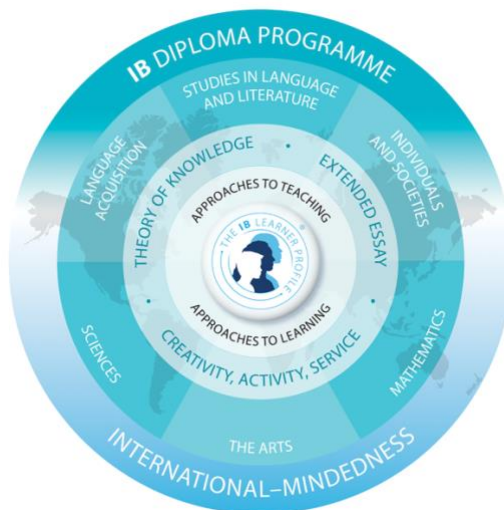 IB DIPLOMA PROGRAMME
STUDIES IN LANGUAGE
AND LITERATURE
LANGUAGE
ACQUISITION
INDIVIDUALS
AND SOCIETIES
THEORY OF KNOWLEDGE
EXTENDED ESSAY
APPROACHES TO TEACHING
THE IB LEARNER PROFILE
®
APPROACHES TO LEARNING
CREATIVITY, ACTIVITY, SERVICE
SCIENCES
MATHEMATICS
THE ARTS
INTERNATIONAL–MINDEDNESS